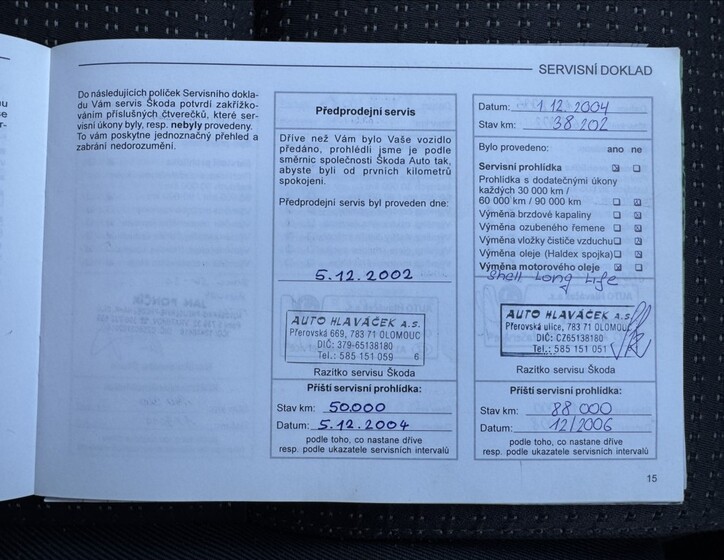 SERVISNÍ DOKLAD
Do následujících políček Servisního dokla-
du Vám servis Škoda potvrdí zakřížko-
váním příslušných čtverečků, které ser-
visní úkony byly, resp. nebyly provedeny.
To vám poskytne jednoznačný přehled a
zabrání nedorozumění.
Předprodejní servis
Dříve než Vám bylo Vaše vozidlo
předáno, prohlédli jsme je podle
směrnic společnosti Škoda Auto tak,
abyste byli od prvních kilometrů
spokojeni.
Předprodejní servis byl proveden dne:
5.12.2002
AUTO HLAVÁČEK A.S.
Přerovská 669, 783 71 OLOMOUC
DIČ: 379-65138180
Tel.: 585 151 059 6
Razítko servisu Škoda
Příští servisní prohlídka:
Stav km: 50.000
Datum: 5.12.2004
podle toho, co nastane dříve
resp. podle ukazatele servisních intervalů
Datum: 1.12.2004
Stav km: 38 202
Bylo provedeno: ano ne
Servisní prohlídka
Prohlídka s dodatečnými úkony
každých 30 000 km /
60 000 km / 90 000 km
Výměna brzdové kapaliny
Výměna ozubeného řemene
Výměna vložky čističe vzduchu
Výměna oleje (Haldex spojka)
Výměna motorového oleje
Shell Long Life
AUTO HLAVÁČEK A.S.
Přerovská ulice, 783 71 OLOMOUC
DIČ: CZ65138180
Tel.: 585 151 051
Razítko servisu Škoda
Příští servisní prohlídka:
Stav km: 88 000
Datum: 12/2006
podle toho, co nastane dříve
resp. podle ukazatele servisních intervalů
15